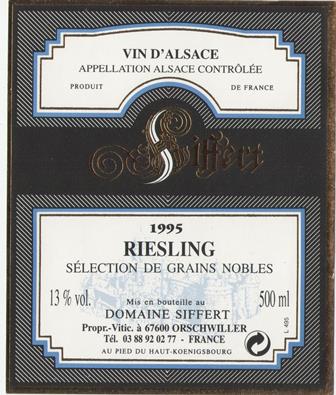 VIN D'ALSACE
APPELLATION ALSACE CONTRÔLÉE
PRODUIT DE FRANCE
Siffert
1995
RIESLING
SÉLECTION DE GRAINS NOBLES
13 % vol. Mis en bouteille au 500 ml
DOMAINE SIFFERT
Propr.-Vitic. à 67600 ORSCHWILLER
Tél. 03 88 92 02 77 - FRANCE
AU PIED DU HAUT-KOENIGSBOURG
L 495